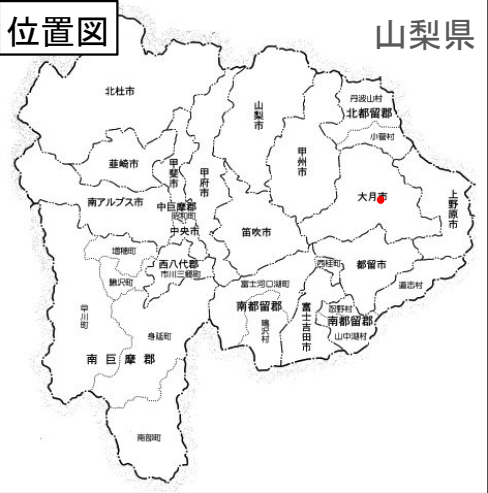 位置図
山梨県
北杜市
丹波山村
北都留郡
小菅村
山梨市
甲州市
韮崎市
甲斐市
甲府市
南アルプス市
中巨摩郡
昭和町
中央市
大月市
上野原市
笛吹市
増穂町
西八代郡
市川三郷町
西桂町
都留市
鰍沢町
富士河口湖町
道志村
早川町
南都留郡
鳴沢村
富士吉田市
忍野村
南都留郡
山中湖村
身延町
南巨摩郡
南部町